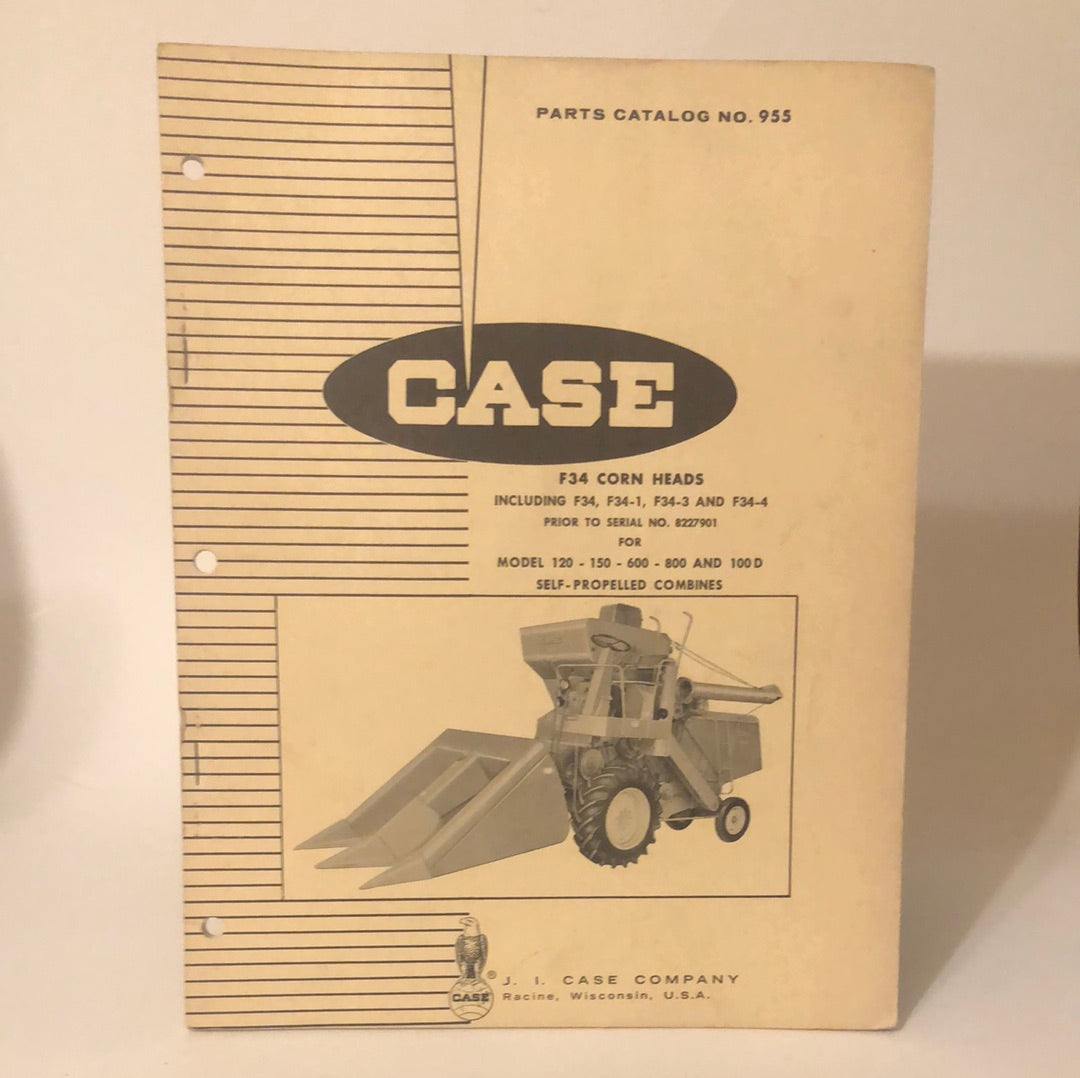 PARTS CATALOG NO. 955
CASE
F34 CORN HEADS
INCLUDING F34, F34-1, F34-3 AND F34-4
PRIOR TO SERIAL NO. 8227901
FOR
MODEL 120 - 150 - 600 - 800 AND 100D
SELF-PROPELLED COMBINES
CASE
® J. I. CASE COMPANY
Racine, Wisconsin, U.S.A.